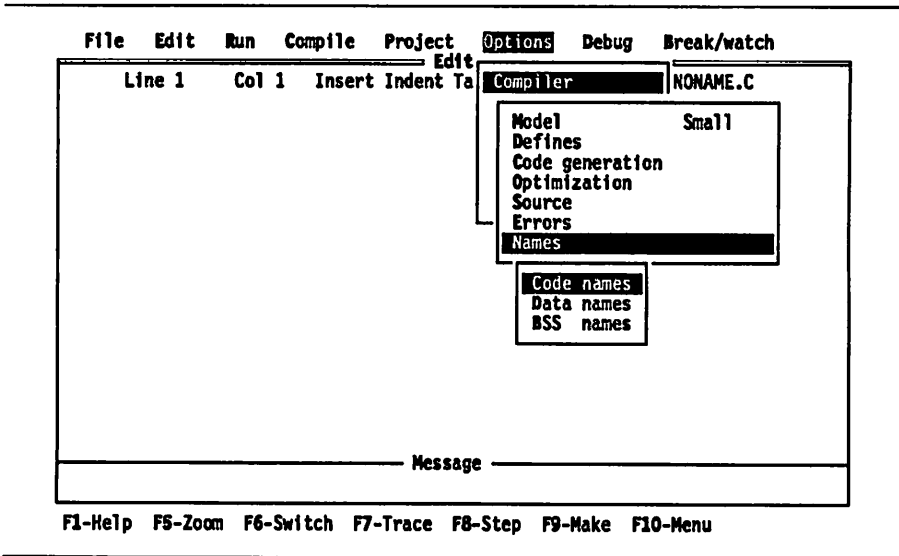 File Edit Run Compile Project Options Debug Break/watch
Edit
Line 1 Col 1 Insert Indent Ta Compiler NONAME.C
Model Small
Defines
Code generation
Optimization
Source
Errors
Names
Code names
Data names
BSS names
Message
F1-Help F5-Zoom F6-Switch F7-Trace F8-Step F9-Make F10-Menu